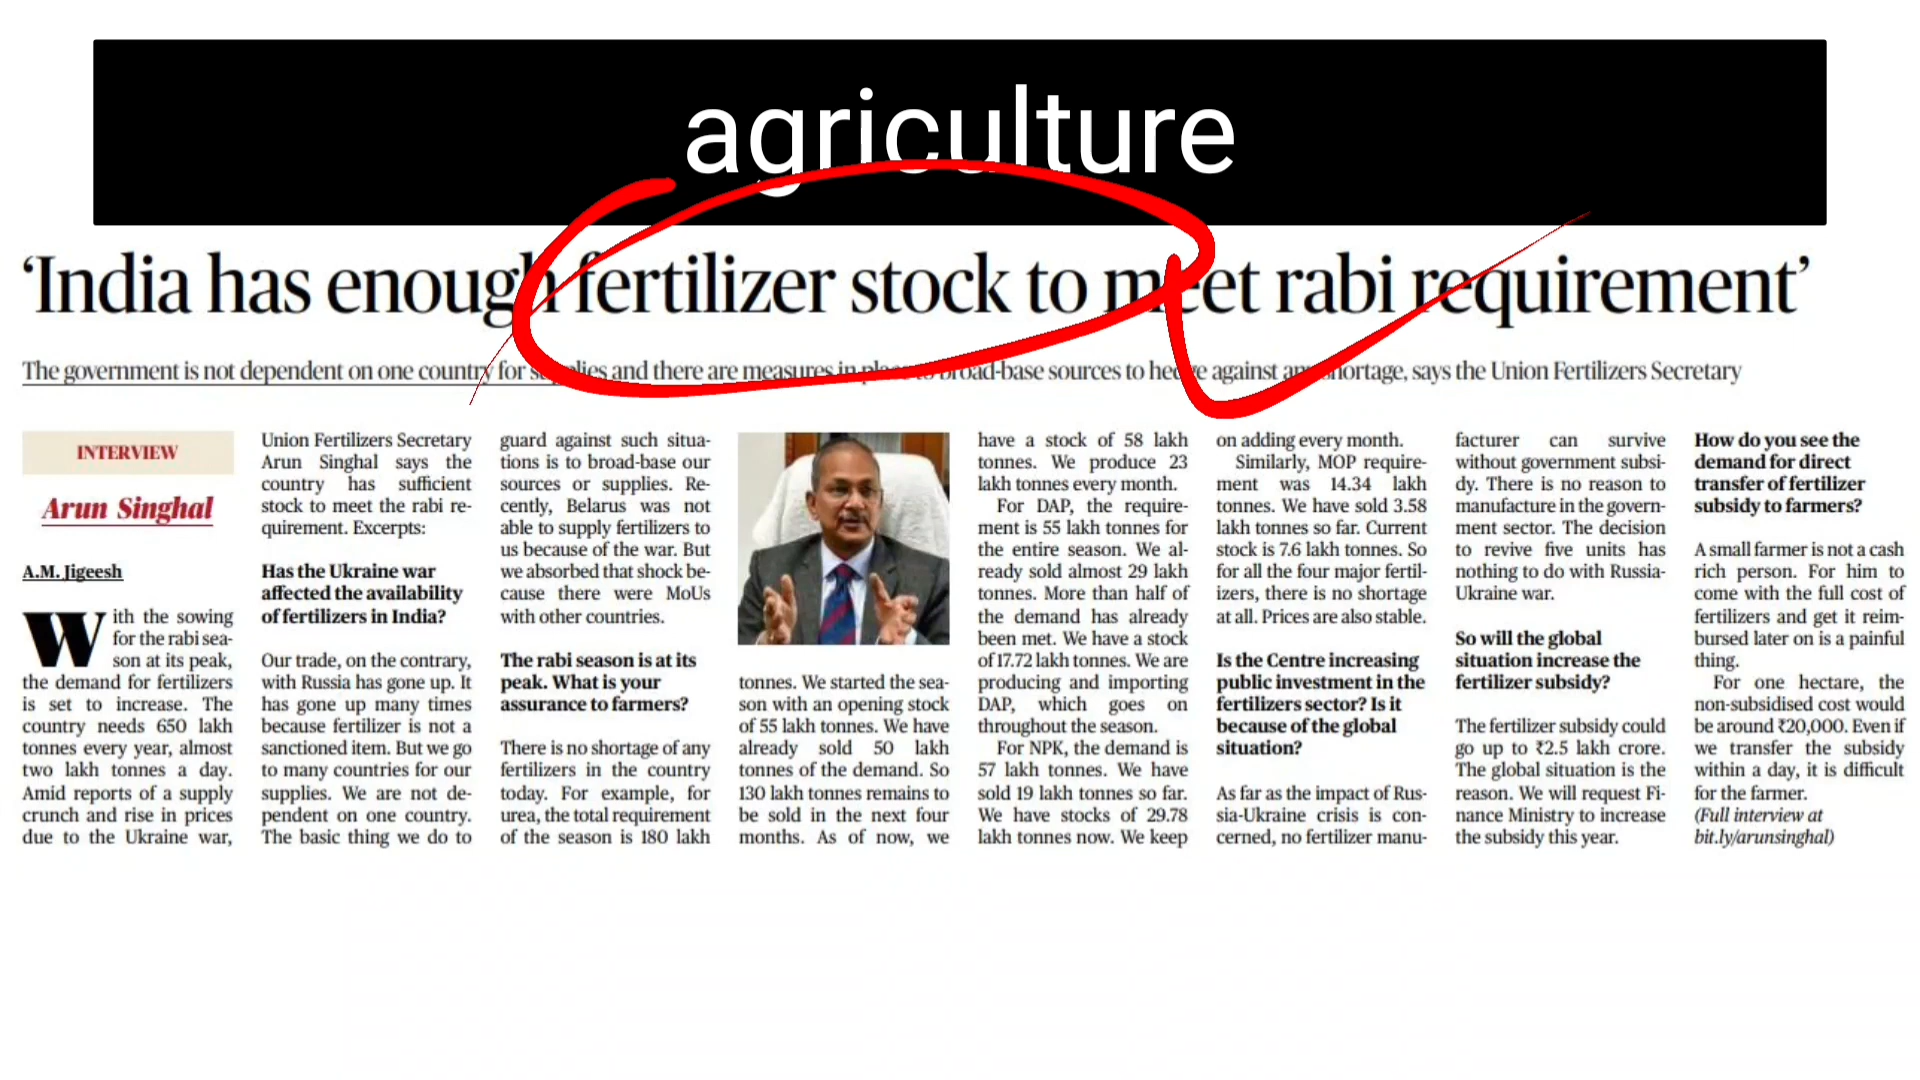 agriculture
‘India has enough fertilizer stock to meet rabi requirement’
The government is not dependent on one country for supplies and there are measures in place to broad-base sources to hedge against any shortage, says the Union Fertilizers Secretary
INTERVIEW
Arun Singhal
A.M. Jigeesh
With the sowing
for the rabi sea-
son at its peak,
the demand for fertilizers
is set to increase. The
country needs 650 lakh
tonnes every year, almost
two lakh tonnes a day.
Amid reports of a supply
crunch and rise in prices
due to the Ukraine war,
Union Fertilizers Secretary
Arun Singhal says the
country has sufficient
stock to meet the rabi re-
quirement. Excerpts:
Has the Ukraine war
affected the availability
of fertilizers in India?
Our trade, on the contrary,
with Russia has gone up. It
has gone up many times
because fertilizer is not a
sanctioned item. But we go
to many countries for our
supplies. We are not de-
pendent on one country.
The basic thing we do to
guard against such situa-
tions is to broad-base our
sources or supplies. Re-
cently, Belarus was not
able to supply fertilizers to
us because of the war. But
we absorbed that shock be-
cause there were MoUs
with other countries.
The rabi season is at its
peak. What is your
assurance to farmers?
There is no shortage of any
fertilizers in the country
today. For example, for
urea, the total requirement
of the season is 180 lakh
tonnes. We started the sea-
son with an opening stock
of 55 lakh tonnes. We have
already sold 50 lakh
tonnes of the demand. So
130 lakh tonnes remains to
be sold in the next four
months. As of now, we
have a stock of 58 lakh
tonnes. We produce 23
lakh tonnes every month.
For DAP, the require-
ment is 55 lakh tonnes for
the entire season. We al-
ready sold almost 29 lakh
tonnes. More than half of
the demand has already
been met. We have a stock
of 17.72 lakh tonnes. We are
producing and importing
DAP, which goes on
throughout the season.
For NPK, the demand is
57 lakh tonnes. We have
sold 19 lakh tonnes so far.
We have stocks of 29.78
lakh tonnes now. We keep
on adding every month.
Similarly, MOP require-
ment was 14.34 lakh
tonnes. We have sold 3.58
lakh tonnes so far. Current
stock is 7.6 lakh tonnes. So
for all the four major fertil-
izers, there is no shortage
at all. Prices are also stable.
Is the Centre increasing
public investment in the
fertilizers sector? Is it
because of the global
situation?
As far as the impact of Rus-
sia-Ukraine crisis is con-
cerned, no fertilizer manu-
facturer can survive
without government subsi-
dy. There is no reason to
manufacture in the govern-
ment sector. The decision
to revive five units has
nothing to do with Russia-
Ukraine war.
So will the global
situation increase the
fertilizer subsidy?
The fertilizer subsidy could
go up to ₹2.5 lakh crore.
The global situation is the
reason. We will request Fi-
nance Ministry to increase
the subsidy this year.
How do you see the
demand for direct
transfer of fertilizer
subsidy to farmers?
A small farmer is not a cash
rich person. For him to
come with the full cost of
fertilizers and get it reim-
bursed later on is a painful
thing.
For one hectare, the
non-subsidised cost would
be around ₹20,000. Even if
we transfer the subsidy
within a day, it is difficult
for the farmer.
(Full interview at
bit.ly/arunsinghal)